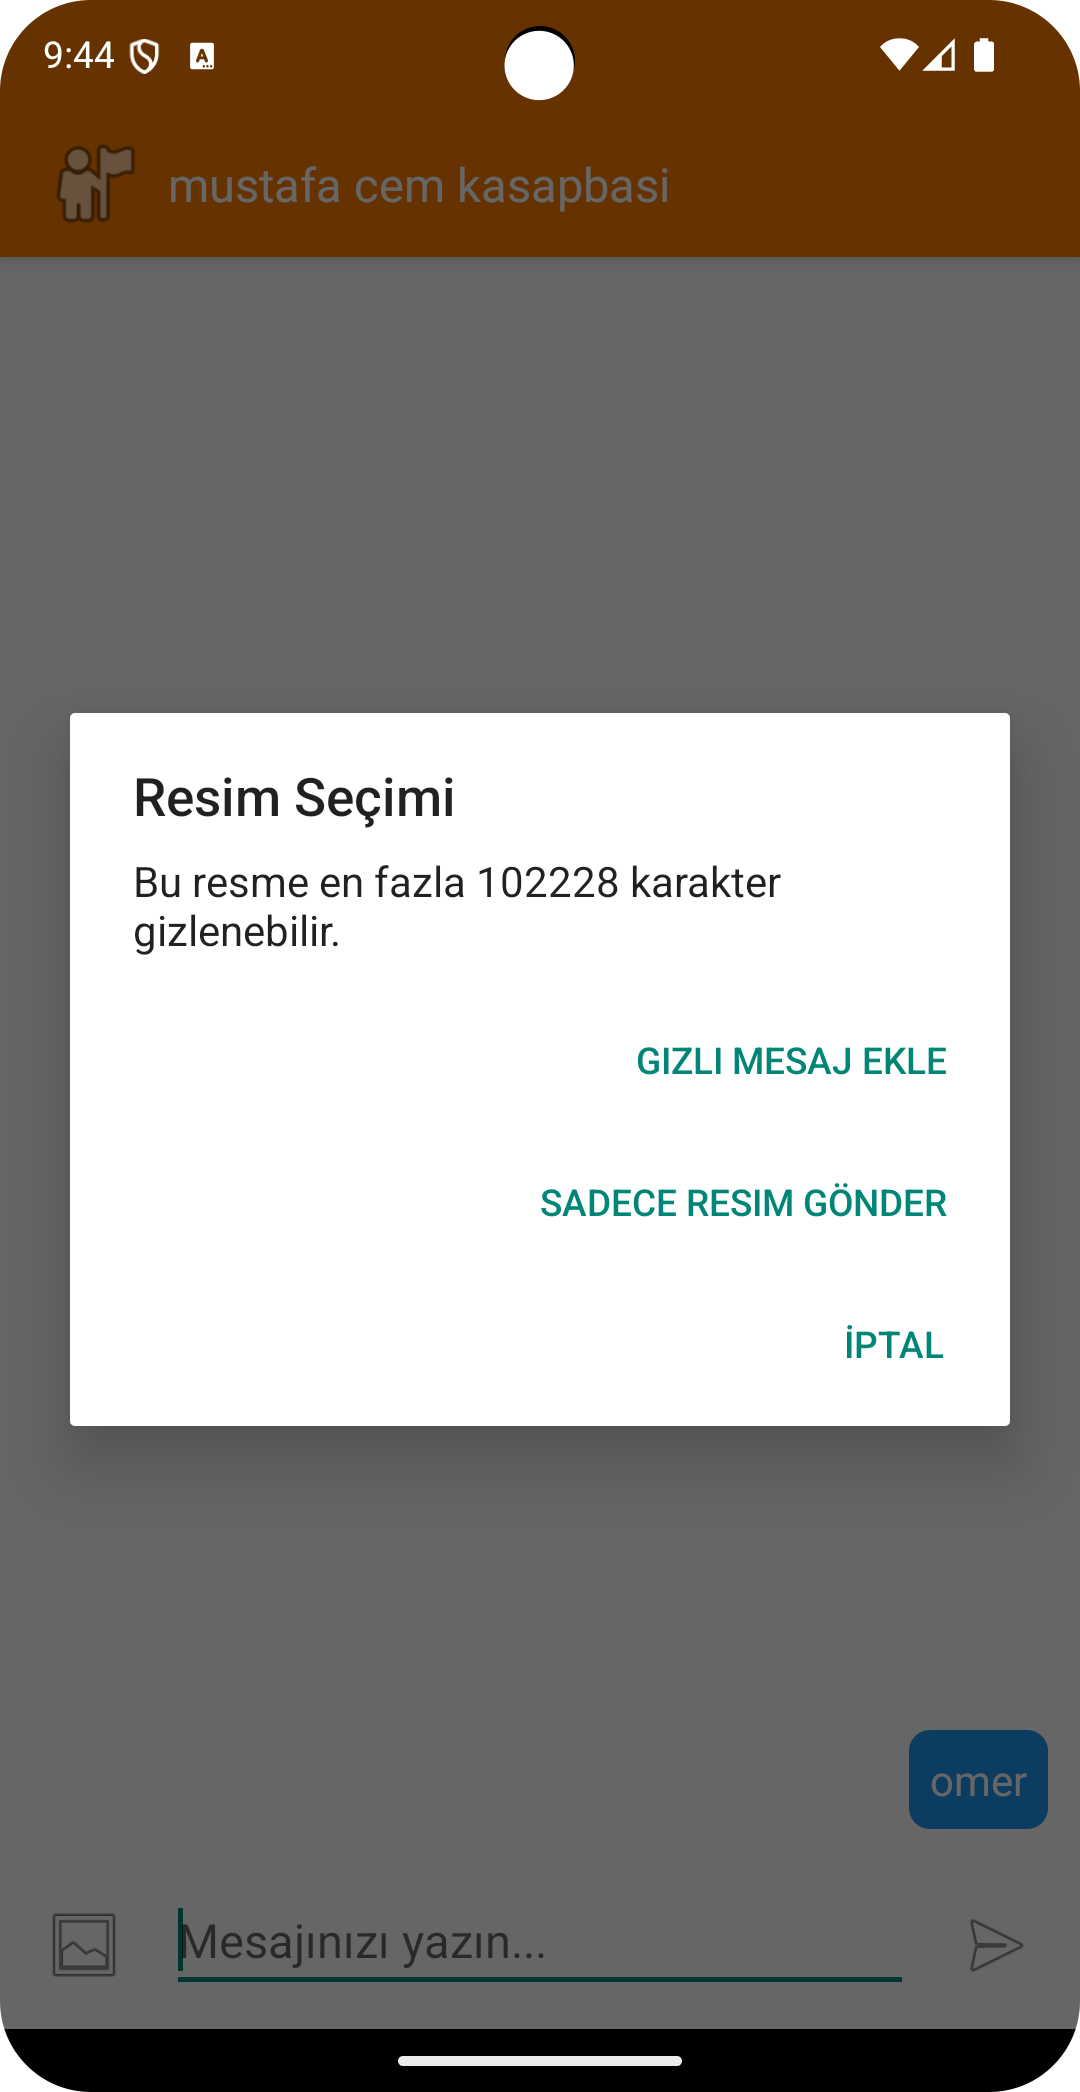 9:44
mustafa cem kasapbasi
Resim Seçimi
Bu resme en fazla 102228 karakter
gizlenebilir.
GIZLI MESAJ EKLE
SADECE RESIM GÖNDER
İPTAL
omer
Mesajınızı yazın...